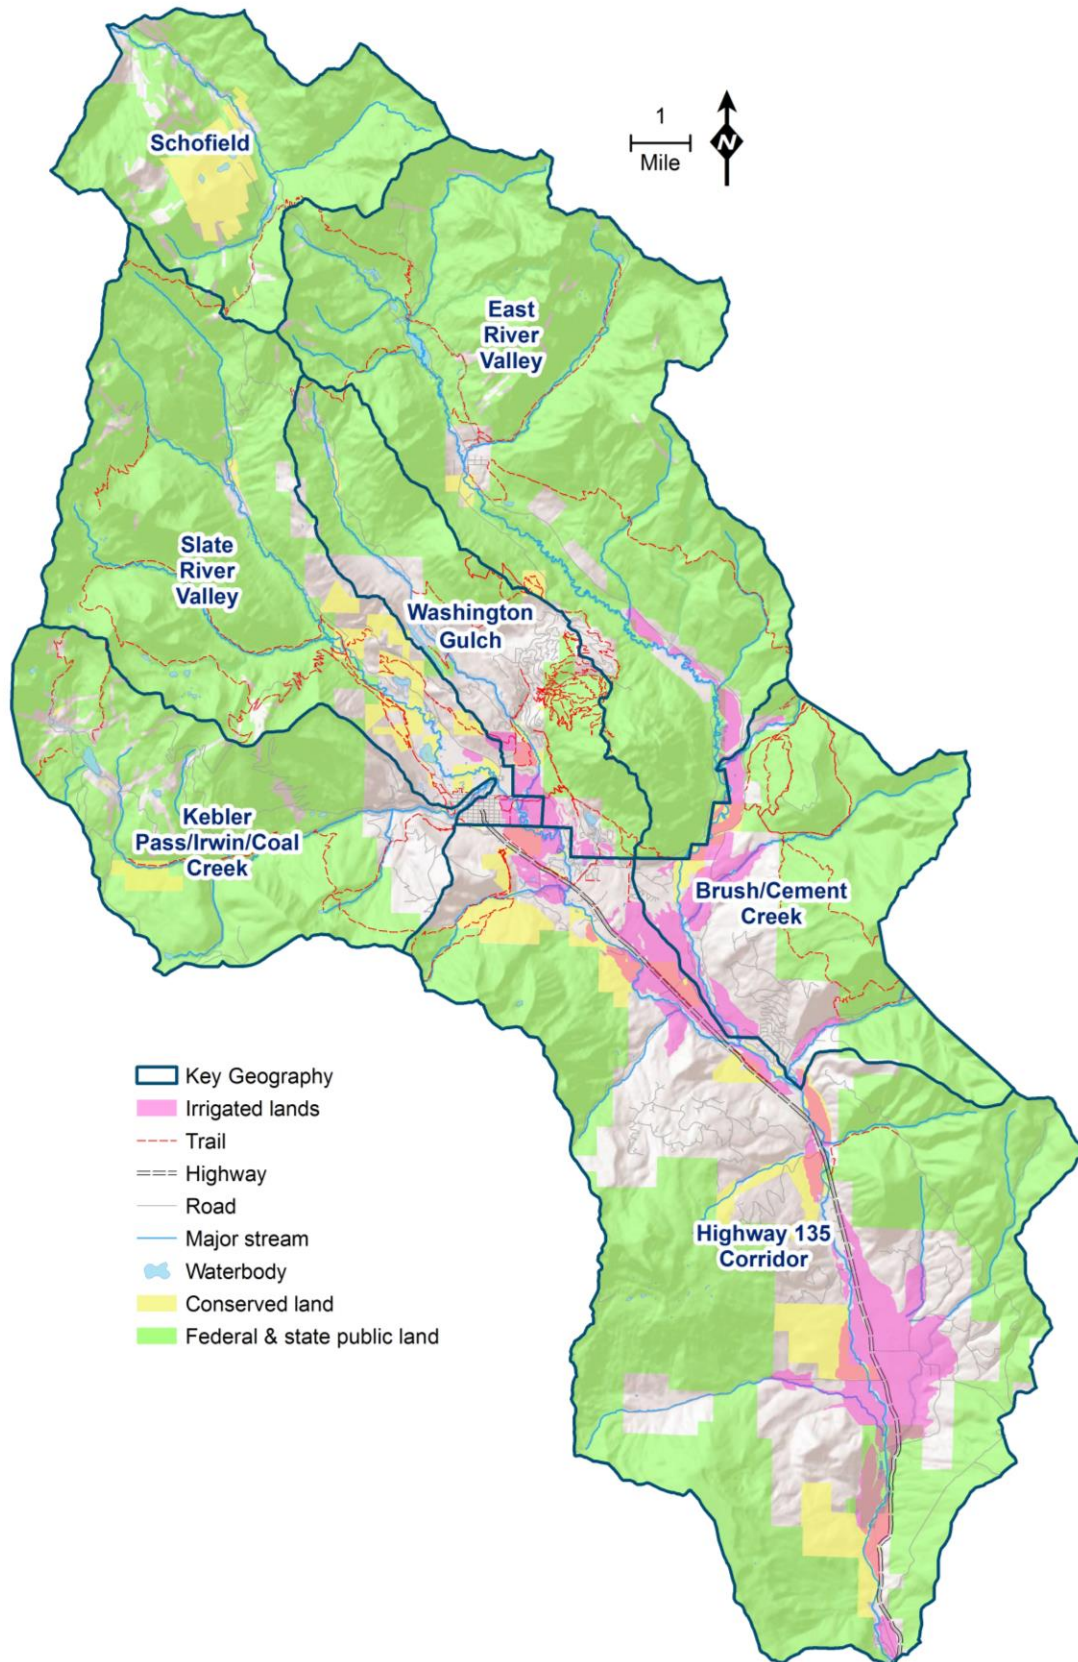 1
Mile
N
Schofield
East
River
Valley
Slate
River
Valley
Washington
Gulch
Kebler
Pass/Irwin/Coal
Creek
Brush/Cement
Creek
Highway 135
Corridor
Key Geography
Irrigated lands
Trail
Highway
Road
Major stream
Waterbody
Conserved land
Federal & state public land